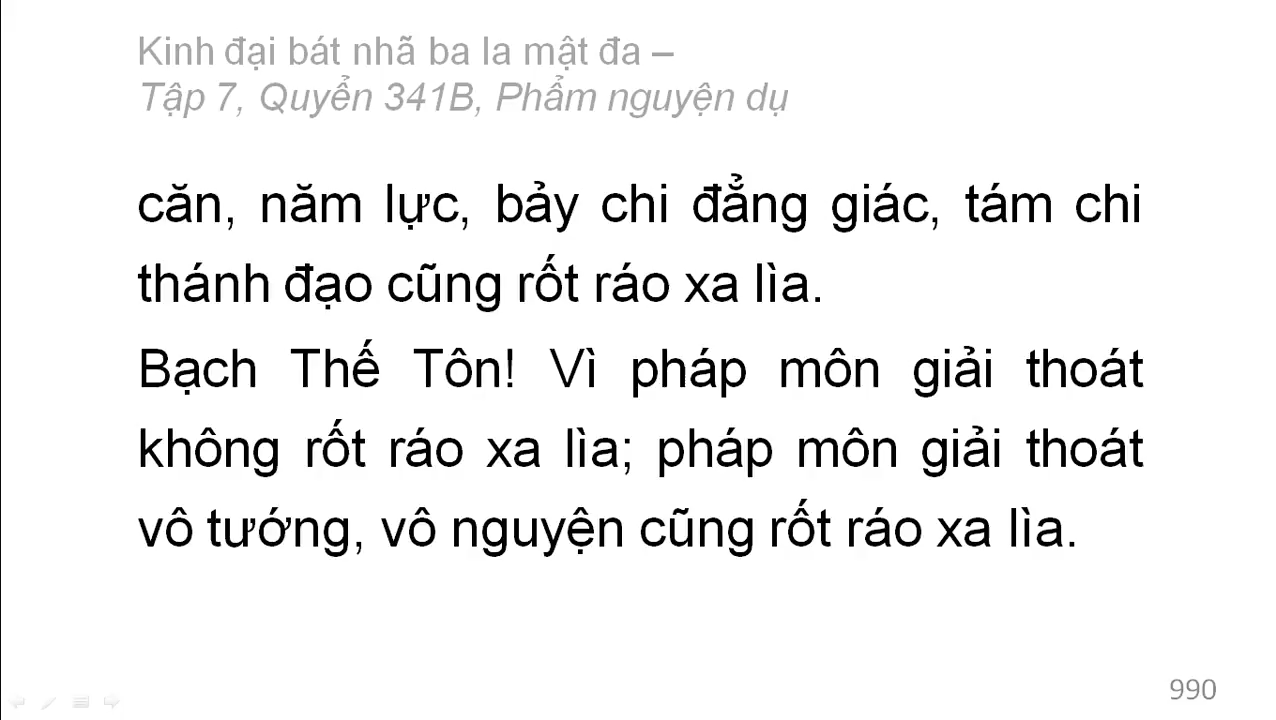 Kinh đại bát nhã ba la mật đa –
Tập 7, Quyển 341B, Phẩm nguyện dụ
căn, năm lực, bảy chi đẳng giác, tám chi
thánh đạo cũng rốt ráo xa lìa.
Bạch Thế Tôn! Vì pháp môn giải thoát
không rốt ráo xa lìa; pháp môn giải thoát
vô tướng, vô nguyện cũng rốt ráo xa lìa.
990